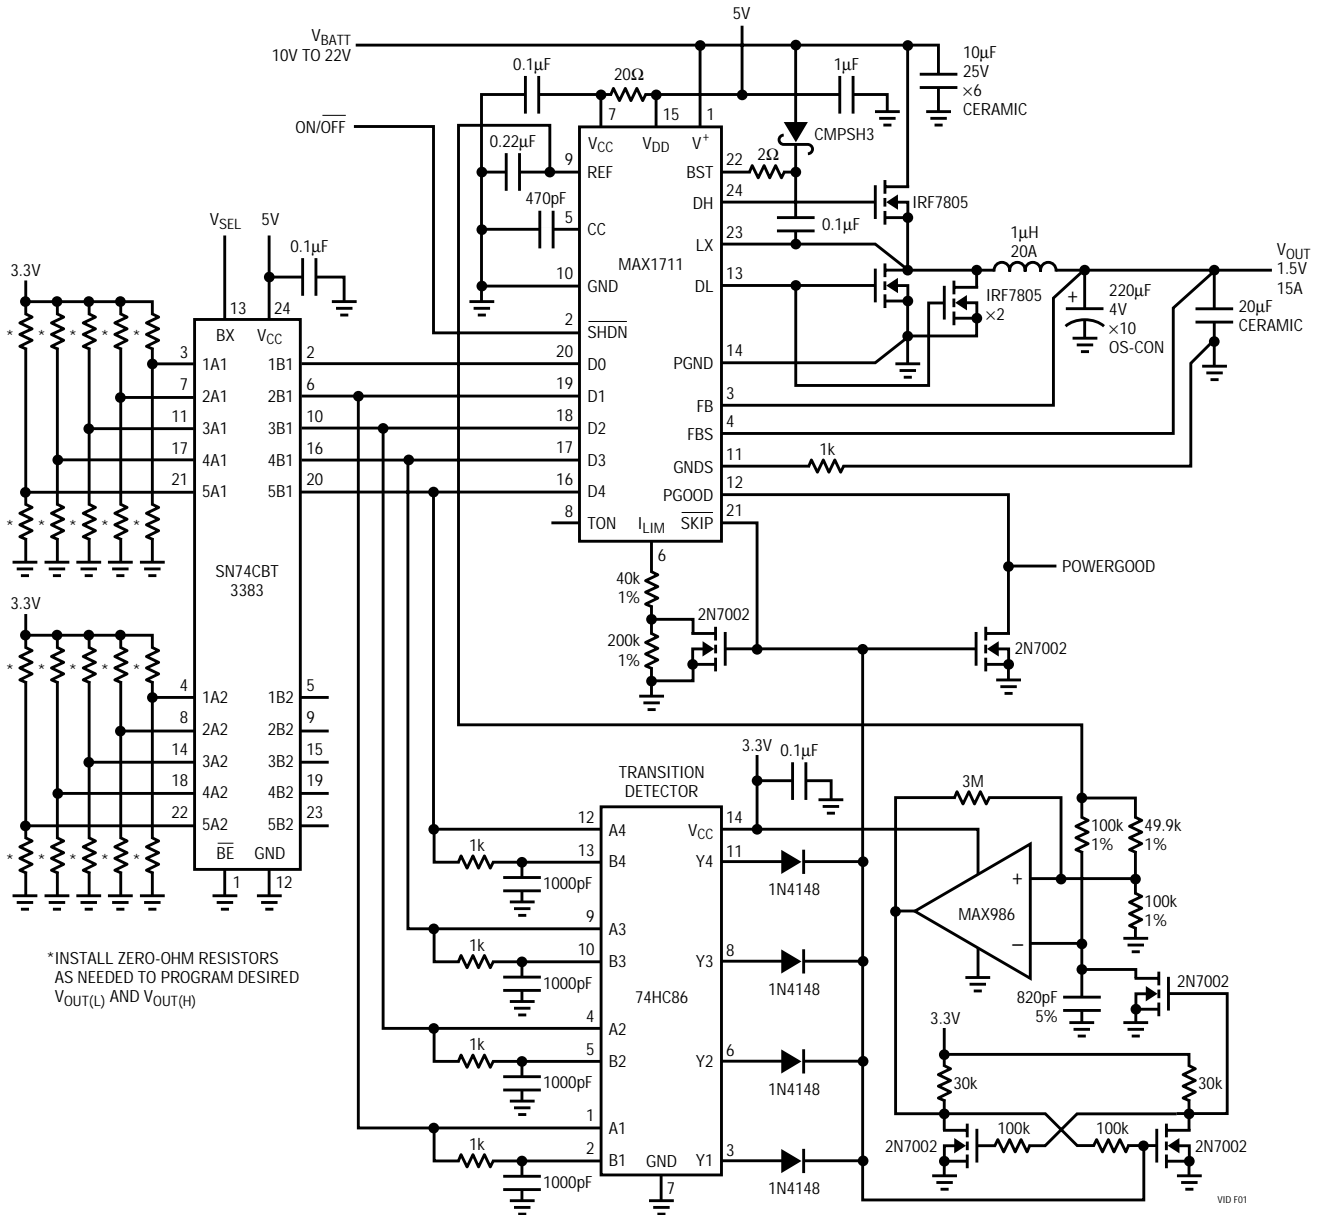 5V
V_BATT
10V TO 22V
0.1µF
20Ω
1µF
10µF
25V
×6
CERAMIC
7
15
1
ON/OFF
CMPSH3
0.22µF
V_CC
V_DD
V+
9
REF
BST
22
2Ω
470pF
DH
24
IRF7805
5
CC
0.1µF
MAX1711
LX
23
1µH
20A
V_OUT
1.5V
15A
10
GND
DL
13
IRF7805
×2
+
220µF
4V
×10
OS-CON
20µF
CERAMIC
2
SHDN
PGND
14
20
D0
19
D1
FB
3
18
D2
FBS
4
17
D3
GNDS
11
1k
16
D4
PGOOD
12
8
TON
I_LIM
SKIP
21
6
POWERGOOD
40k
1%
200k
1%
2N7002
2N7002
V_SEL
5V
0.1µF
3.3V
13
24
BX
V_CC
* * * * *
3
1A1
1B1
2
7
2A1
2B1
6
11
3A1
3B1
10
17
4A1
4B1
16
21
5A1
5B1
20
* * * * *
SN74CBT
3383
3.3V
* * * * *
4
1A2
1B2
5
8
2A2
2B2
9
14
3A2
3B2
15
18
4A2
4B2
19
22
5A2
5B2
23
* * * * *
BE
GND
1
12
*INSTALL ZERO-OHM RESISTORS
AS NEEDED TO PROGRAM DESIRED
V_OUT(L) AND V_OUT(H)
3.3V
0.1µF
TRANSITION
DETECTOR
12
A4
V_CC
14
1k
13
B4
Y4
11
1000pF
1N4148
9
A3
1k
10
B3
Y3
8
1000pF
74HC86
1N4148
4
A2
1k
5
B2
Y2
6
1000pF
1N4148
1
A1
1k
2
B1
GND
Y1
3
1000pF
7
1N4148
3M
100k
1%
49.9k
1%
+
MAX986
–
100k
1%
820pF
5%
2N7002
3.3V
30k
30k
2N7002
100k
100k
2N7002
VID F01